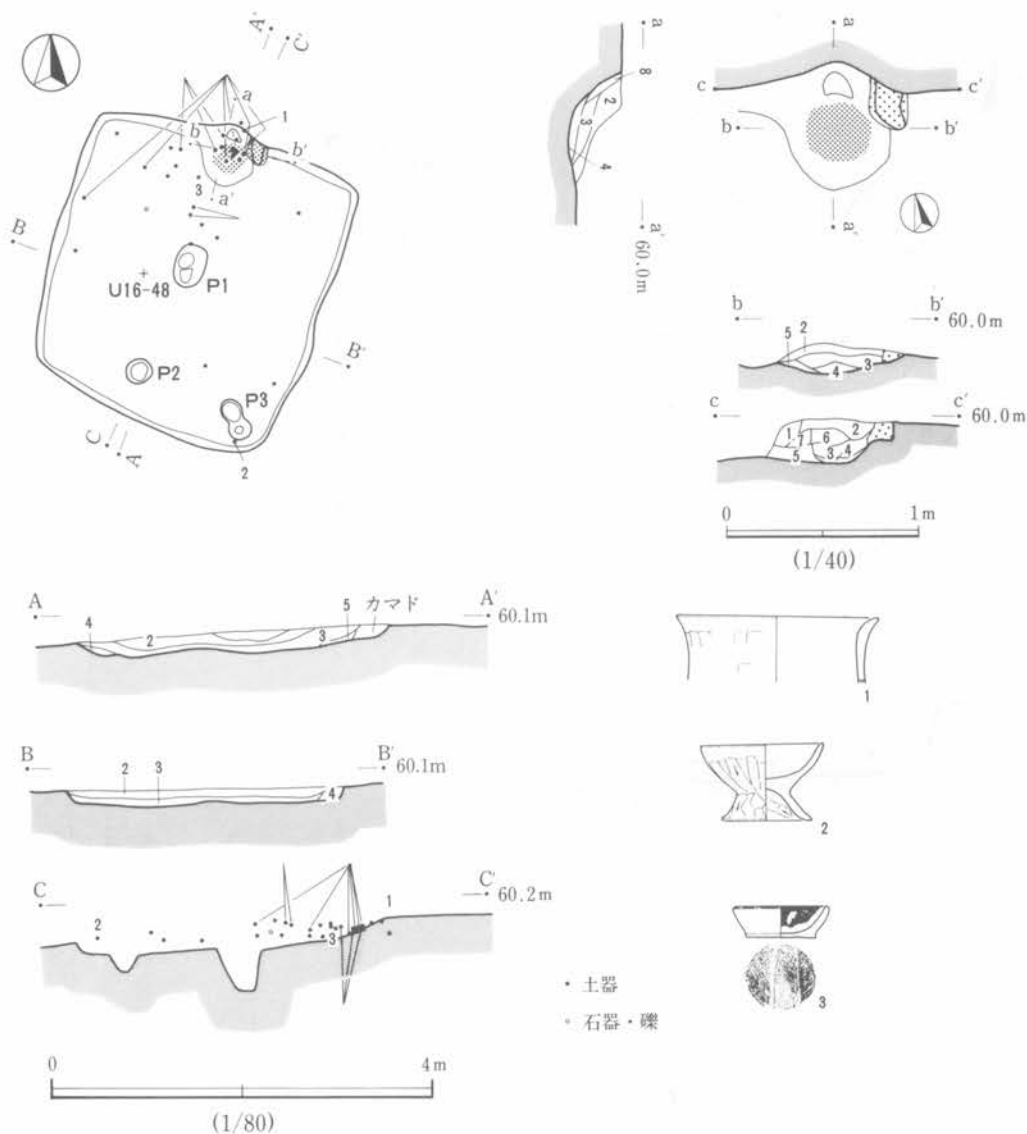 A'
C'
a
1
b
b'
3
a'
B
U16-48
P1
B'
P2
P3
C
A
2
a
8
2
3
4
a'
60.0m
a
c
c'
b
b'
a'
b
b'
60.0m
5
2
4
3
c
c'
60.0m
1
7
6
2
5
3
4
0
1m
(1/40)
A
A'
60.1m
4
2
3
5
カマド
B
B'
60.1m
2
3
4
C
C'
60.2m
2
3
1
• 土器
◦ 石器・礫
0
4m
(1/80)
1
2
3